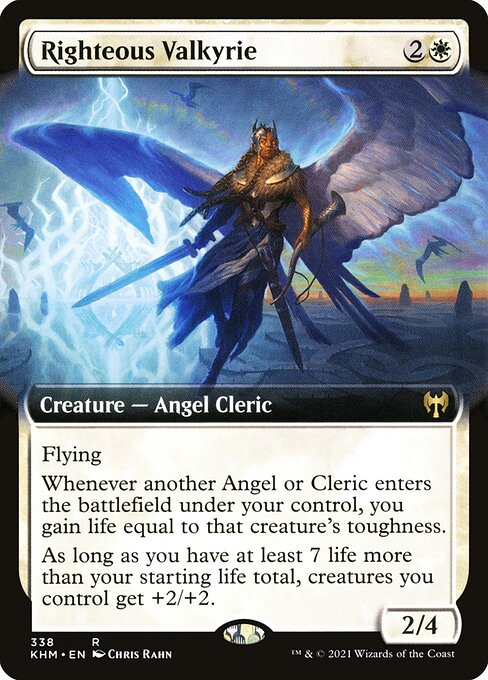 Righteous Valkyrie 2
Creature — Angel Cleric
Flying
Whenever another Angel or Cleric enters
the battlefield under your control, you
gain life equal to that creature's toughness.
As long as you have at least 7 life more
than your starting life total, creatures you
control get +2/+2.
2/4
338 R
KHM • EN Chris Rahn
™ & © 2021 Wizards of the Coast